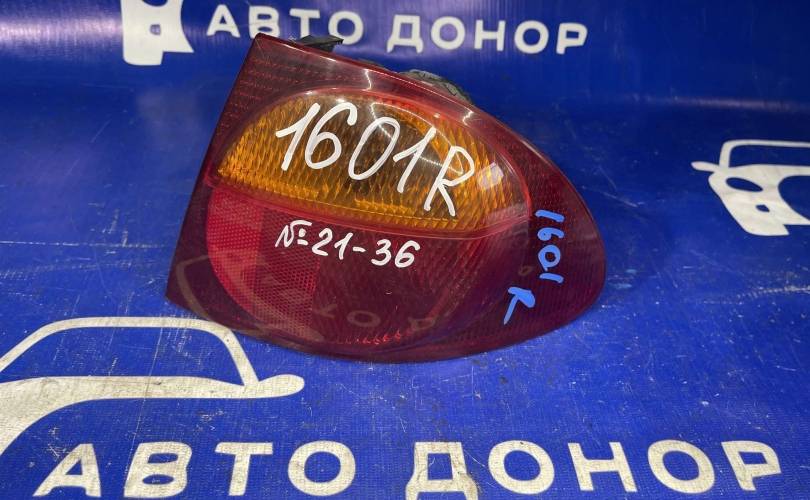 АВТО ДОНОР
1601R
№21-36
1601 R
АВТО ДОНОР